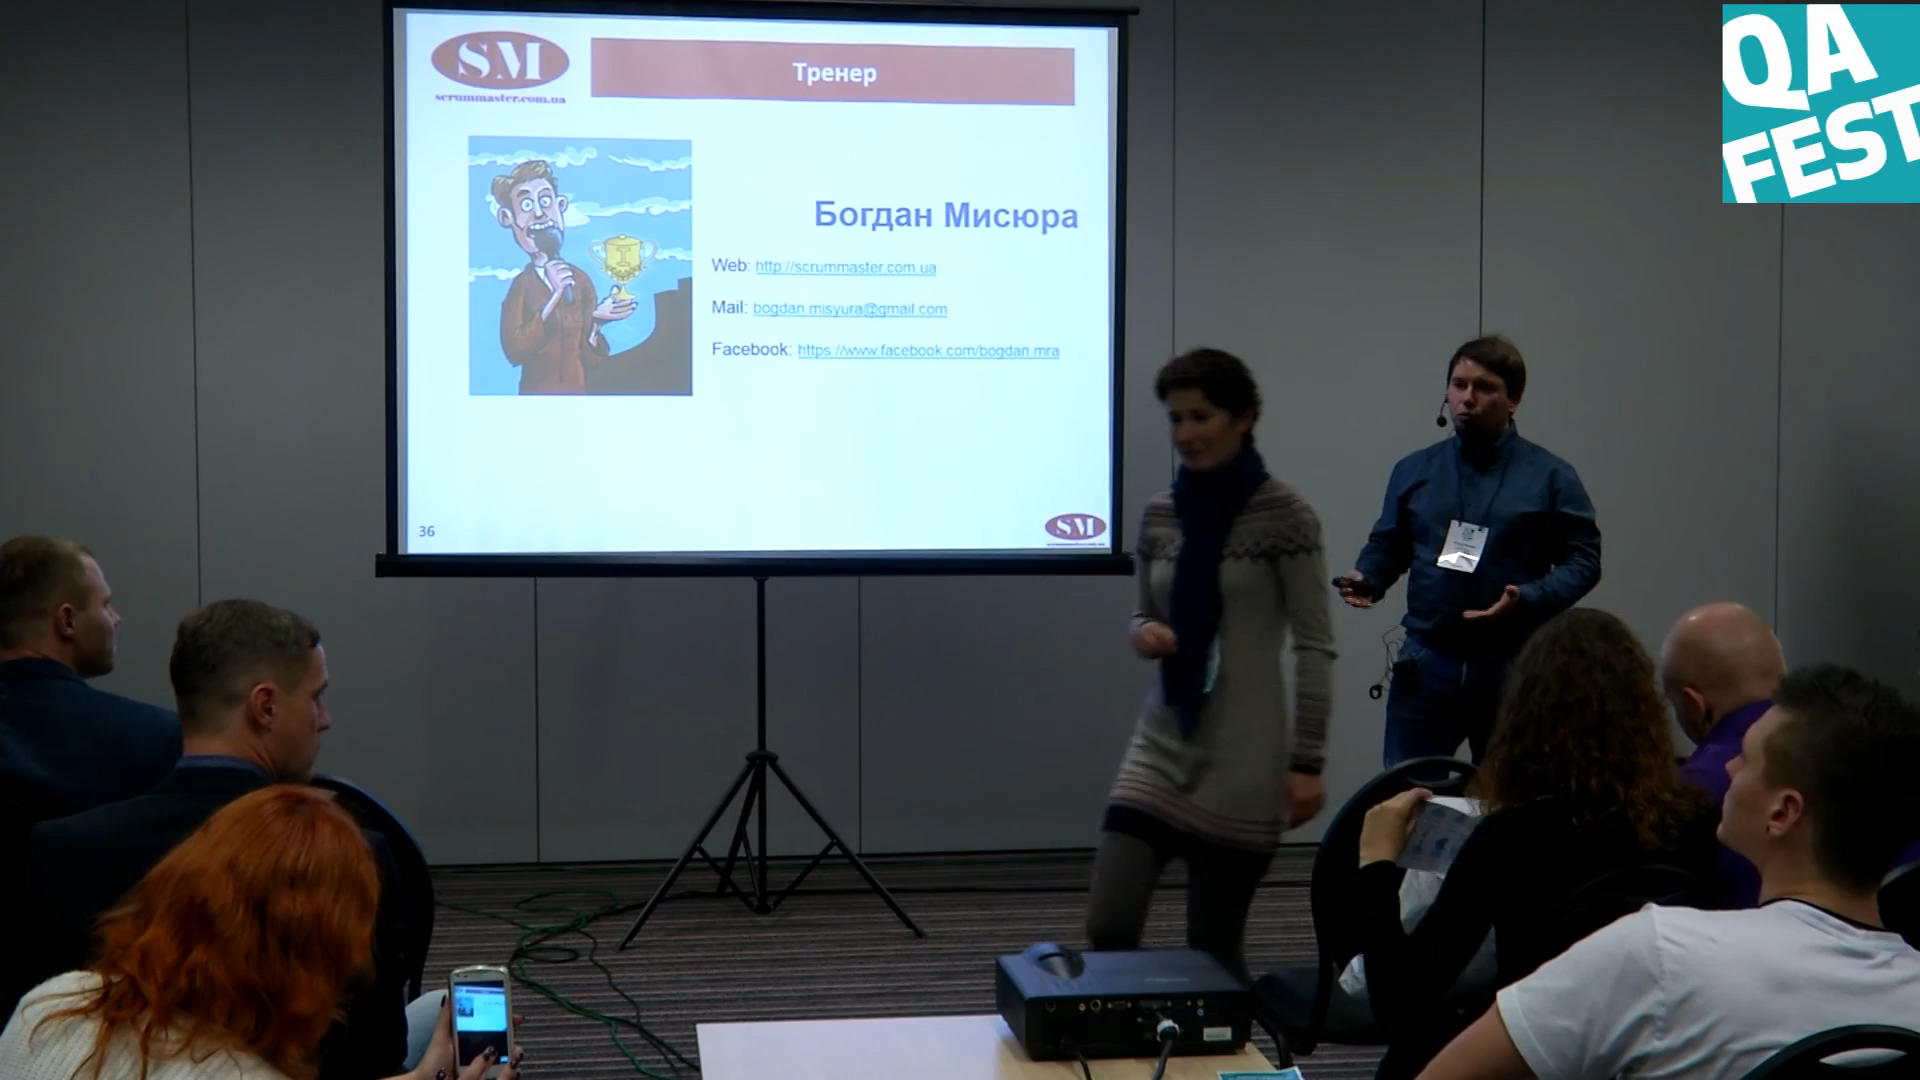 SM
scrummaster.com.ua
Тренер
Богдан Мисюра
Web: http://scrummaster.com.ua
Mail: bogdan.misyura@gmail.com
Facebook: https://www.facebook.com/bogdan.mra
36
SM
QA
FEST